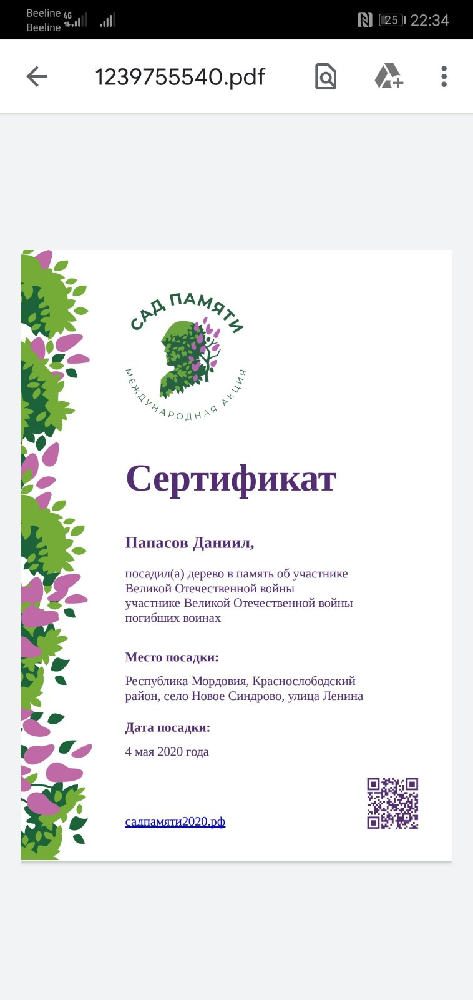 Beeline 4G
Beeline
25 22:34
1239755540.pdf
САД ПАМЯТИ
МЕЖДУНАРОДНАЯ АКЦИЯ
Сертификат
Папасов Даниил,
посадил(а) дерево в память об участнике
Великой Отечественной войны
участнике Великой Отечественной войны
погибших воинах
Место посадки:
Республика Мордовия, Краснослободский
район, село Новое Синдрово, улица Ленина
Дата посадки:
4 мая 2020 года
садпамяти2020.рф